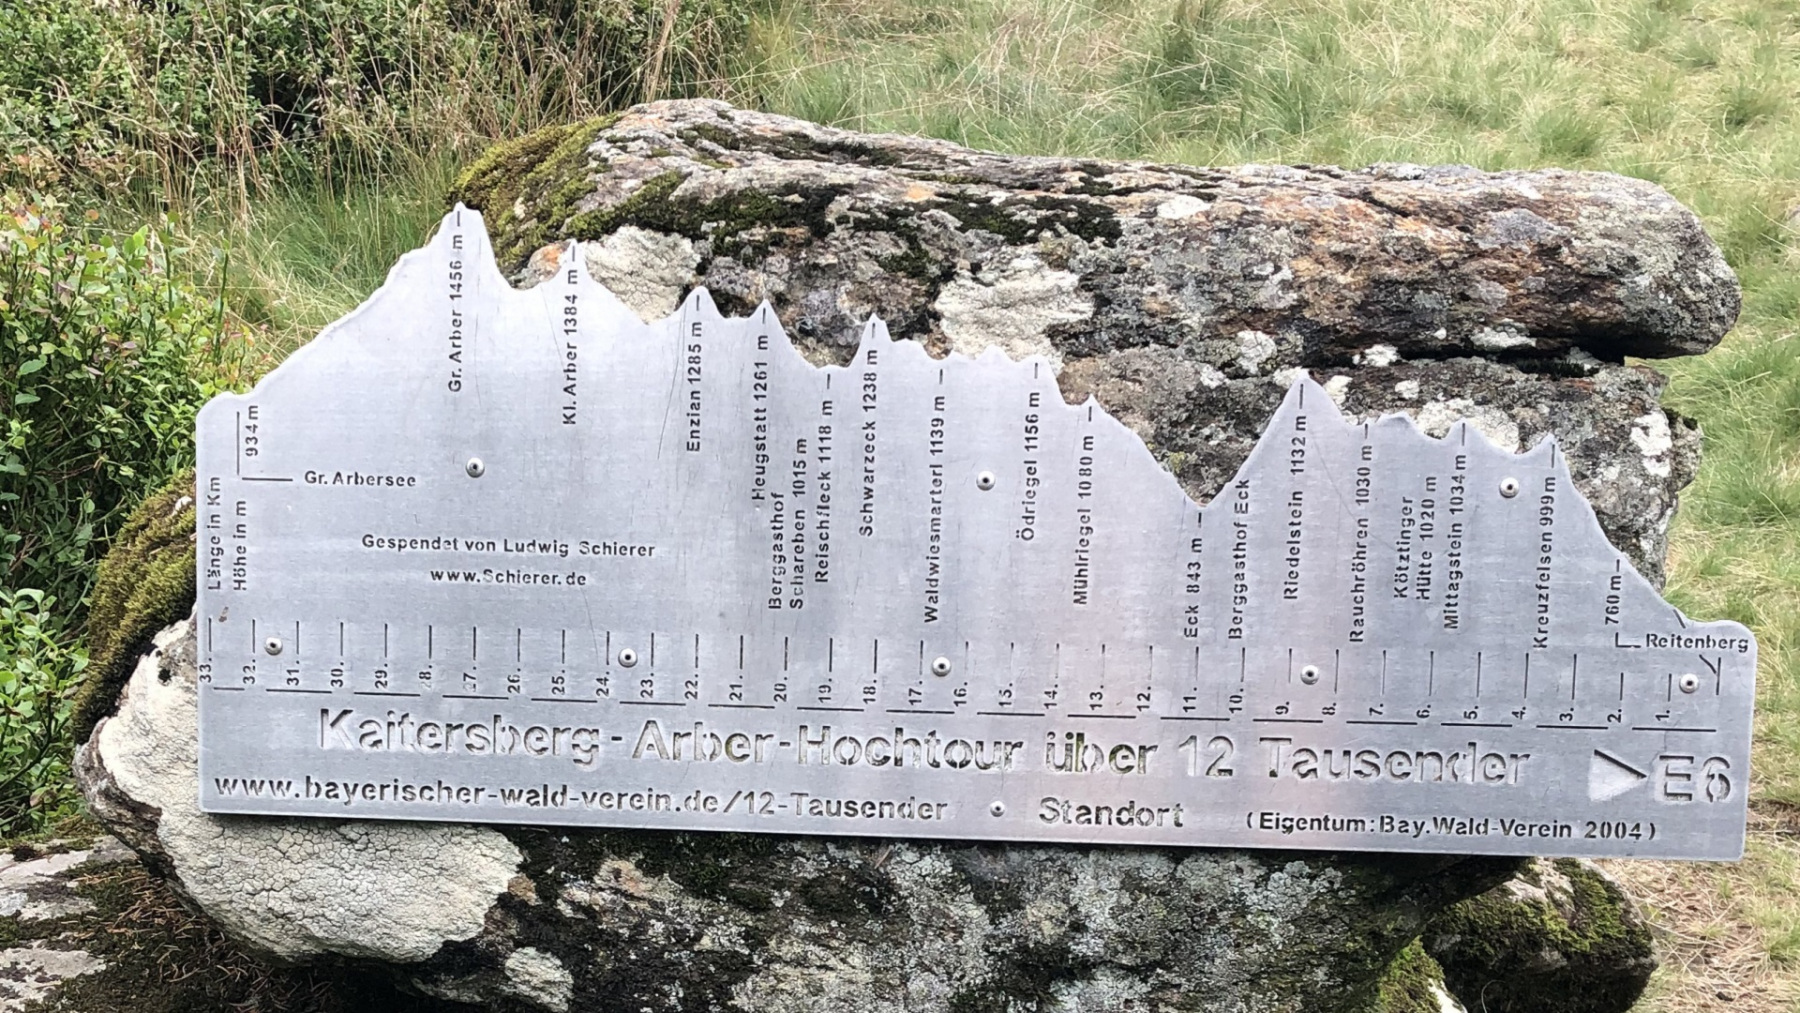 Gr. Arber 1456 m
Kl. Arber 1384 m
Enzian 1285 m
Heugstatt 1261 m
Berggasthof
Schareben 1015 m
Reischfleck 1118 m
Schwarzeck 1238 m
Waldwiesmarterl 1139 m
Ödriegel 1156 m
Mühlriegel 1080 m
Eck 843 m
Berggasthof Eck
Riedelstein 1132 m
Rauchröhren 1030 m
Kötztinger
Hütte 1020 m
Mittagstein 1034 m
Kreuzfelsen 999 m
760 m
Reitenberg
934 m
Gr. Arbersee
Länge in Km
Höhe in m
Gespendet von Ludwig Schierer
www.Schierer.de
33. 32. 31. 30. 29. 28. 27. 26. 25. 24. 23. 22. 21. 20. 19. 18. 17. 16. 15. 14. 13. 12. 11. 10. 9. 8. 7. 6. 5. 4. 3. 2. 1.
Kaitersberg - Arber - Hochtour über 12 Tausender E6
www.bayerischer-wald-verein.de/12-Tausender Standort (Eigentum: Bay. Wald-Verein 2004)